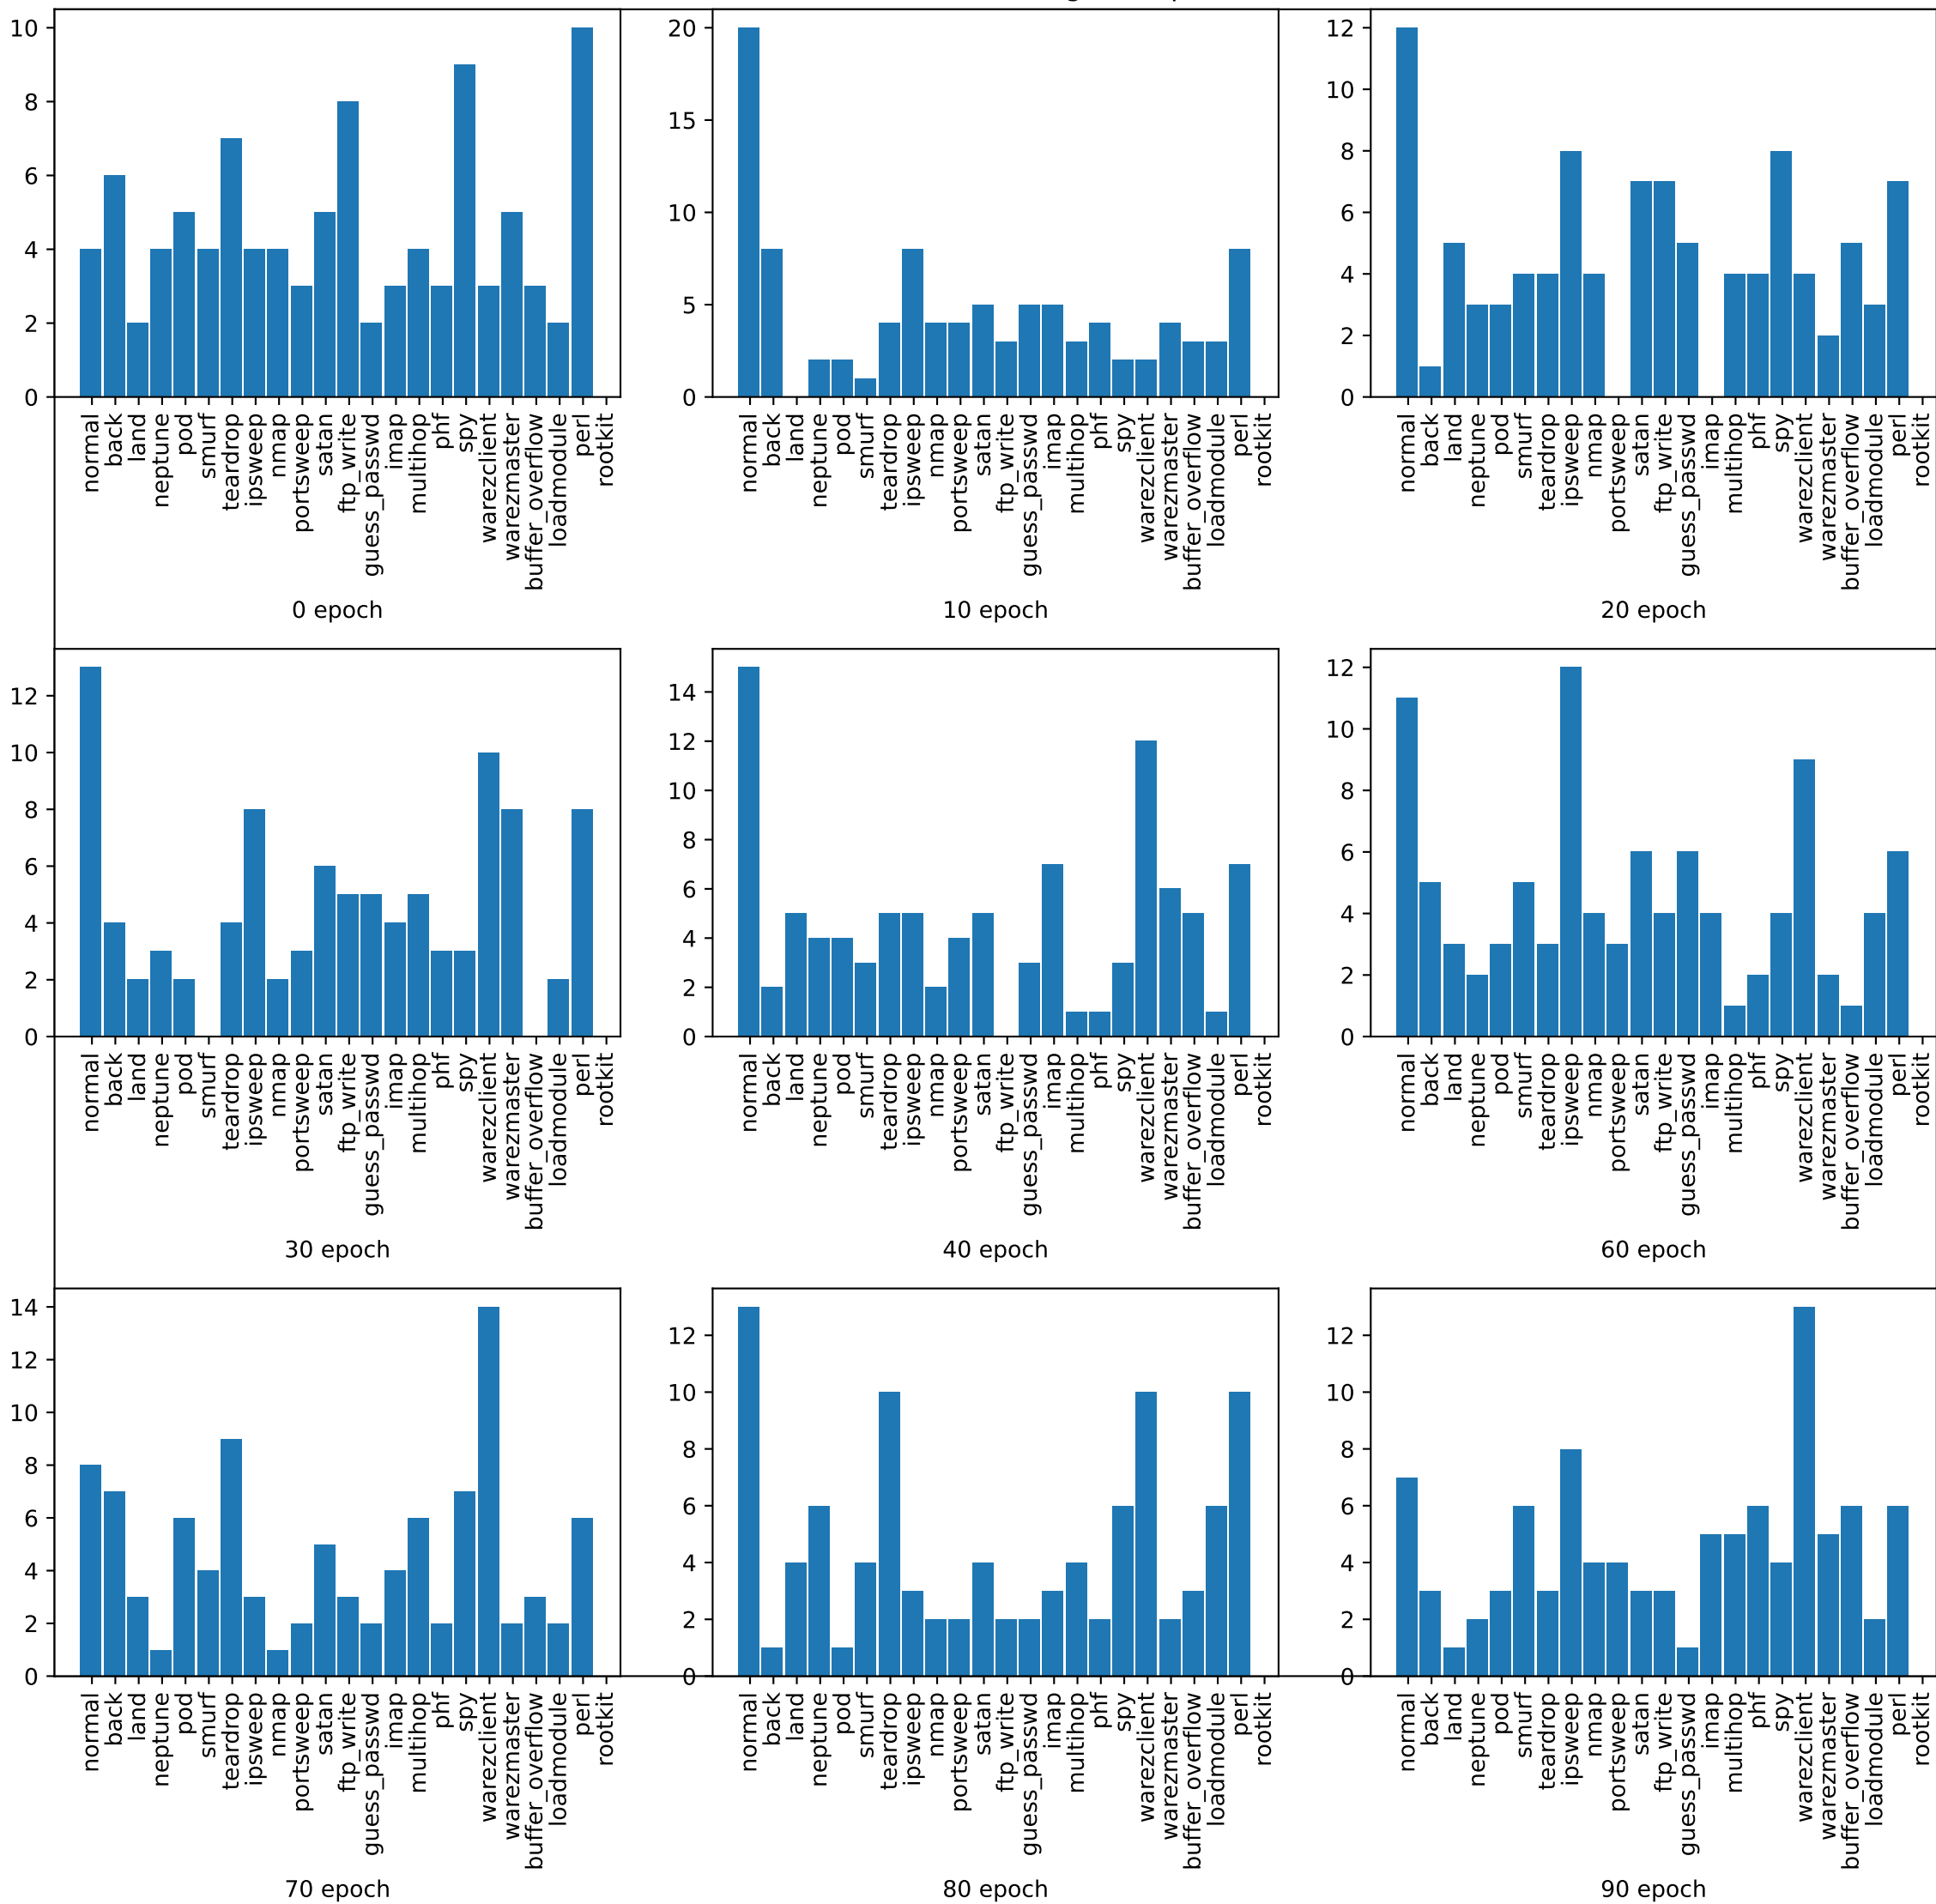 10
8
6
4
2
0
normal
back
land
neptune
pod
smurf
teardrop
ipsweep
nmap
portsweep
satan
ftp_write
guess_passwd
imap
multihop
phf
spy
warezclient
warezmaster
buffer_overflow
loadmodule
perl
rootkit
0 epoch
20
15
10
5
0
normal
back
land
neptune
pod
smurf
teardrop
ipsweep
nmap
portsweep
satan
ftp_write
guess_passwd
imap
multihop
phf
spy
warezclient
warezmaster
buffer_overflow
loadmodule
perl
rootkit
10 epoch
12
10
8
6
4
2
0
normal
back
land
neptune
pod
smurf
teardrop
ipsweep
nmap
portsweep
satan
ftp_write
guess_passwd
imap
multihop
phf
spy
warezclient
warezmaster
buffer_overflow
loadmodule
perl
rootkit
20 epoch
12
10
8
6
4
2
0
normal
back
land
neptune
pod
smurf
teardrop
ipsweep
nmap
portsweep
satan
ftp_write
guess_passwd
imap
multihop
phf
spy
warezclient
warezmaster
buffer_overflow
loadmodule
perl
rootkit
30 epoch
14
12
10
8
6
4
2
0
normal
back
land
neptune
pod
smurf
teardrop
ipsweep
nmap
portsweep
satan
ftp_write
guess_passwd
imap
multihop
phf
spy
warezclient
warezmaster
buffer_overflow
loadmodule
perl
rootkit
40 epoch
12
10
8
6
4
2
0
normal
back
land
neptune
pod
smurf
teardrop
ipsweep
nmap
portsweep
satan
ftp_write
guess_passwd
imap
multihop
phf
spy
warezclient
warezmaster
buffer_overflow
loadmodule
perl
rootkit
60 epoch
14
12
10
8
6
4
2
0
normal
back
land
neptune
pod
smurf
teardrop
ipsweep
nmap
portsweep
satan
ftp_write
guess_passwd
imap
multihop
phf
spy
warezclient
warezmaster
buffer_overflow
loadmodule
perl
rootkit
70 epoch
12
10
8
6
4
2
0
normal
back
land
neptune
pod
smurf
teardrop
ipsweep
nmap
portsweep
satan
ftp_write
guess_passwd
imap
multihop
phf
spy
warezclient
warezmaster
buffer_overflow
loadmodule
perl
rootkit
80 epoch
12
10
8
6
4
2
0
normal
back
land
neptune
pod
smurf
teardrop
ipsweep
nmap
portsweep
satan
ftp_write
guess_passwd
imap
multihop
phf
spy
warezclient
warezmaster
buffer_overflow
loadmodule
perl
rootkit
90 epoch